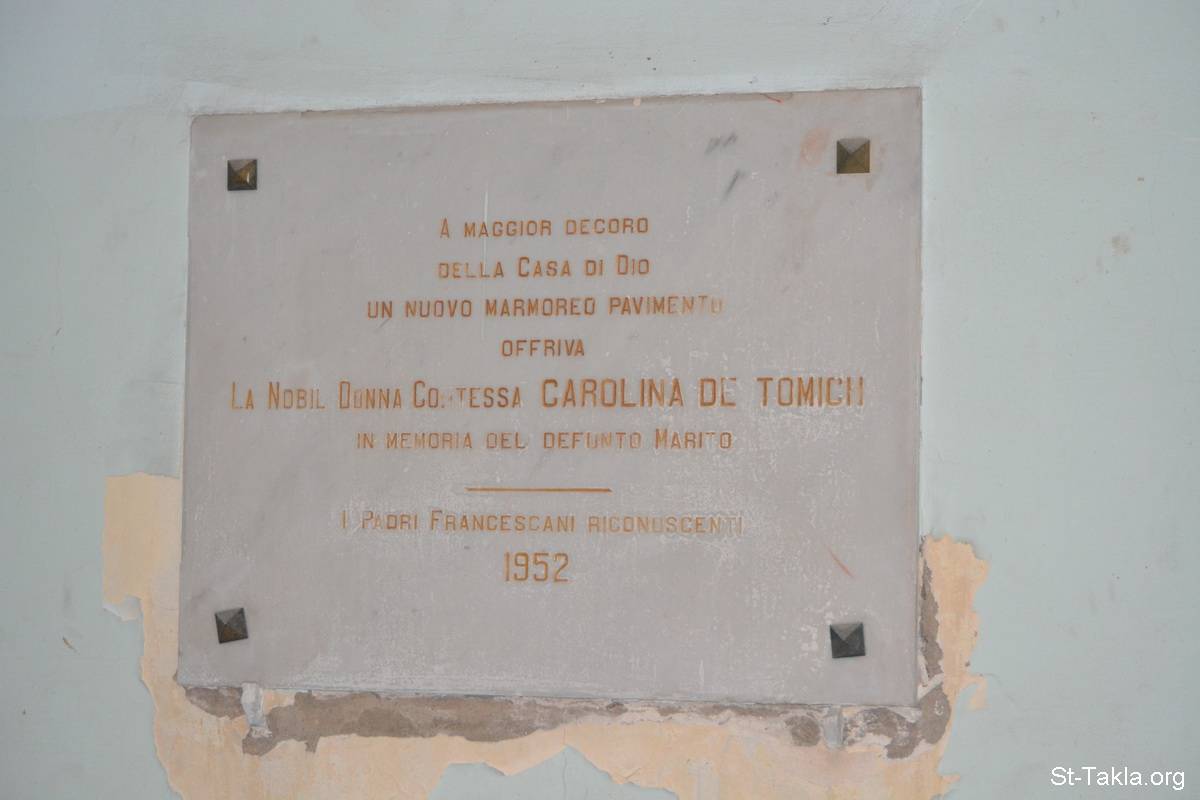 A MAGGIOR DECORO
DELLA CASA DI DIO
UN NUOVO MARMOREO PAVIMENTO
OFFRIVA
LA NOBIL DONNA CONTESSA CAROLINA DE TOMICH
IN MEMORIA DEL DEFUNTO MARITO
I PADRI FRANCESCANI RICONOSCENTI
1952
St-Takla.org